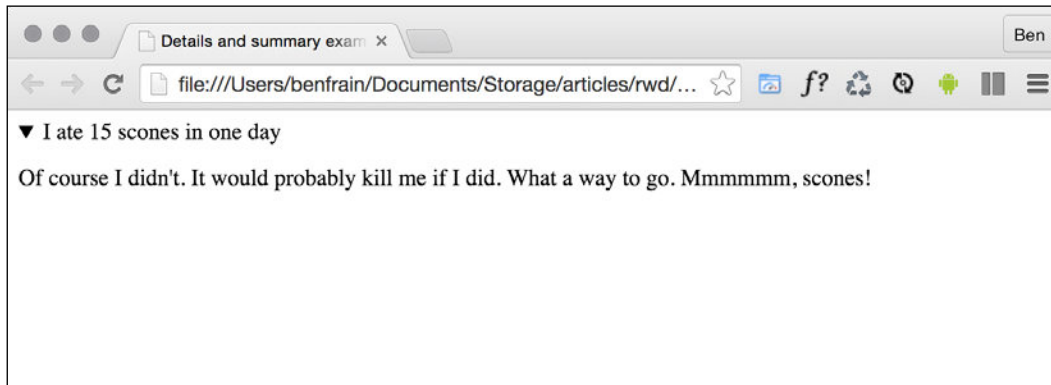 Details and summary exam
Ben
file:///Users/benfrain/Documents/Storage/articles/rwd/...
f?
▼ I ate 15 scones in one day
Of course I didn't. It would probably kill me if I did. What a way to go. Mmmmmm, scones!